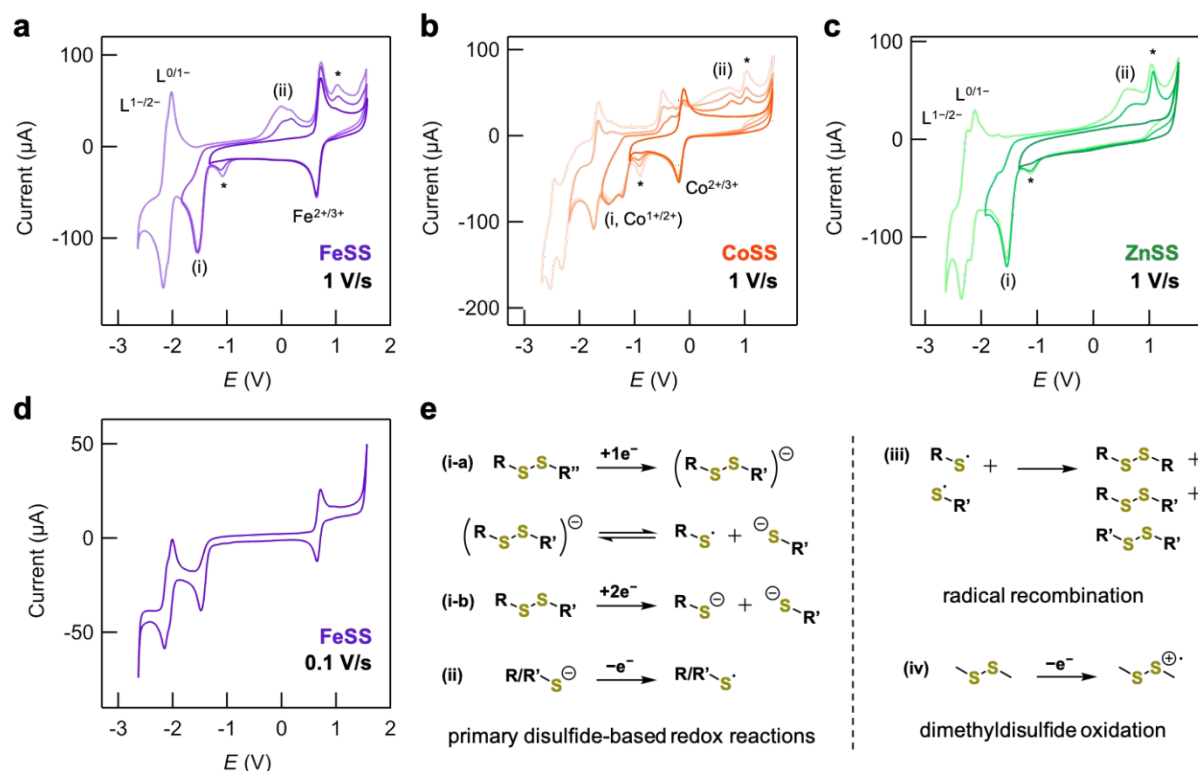 a
100
0
-100
Current (μA)
L0/1−
L1−/2−
(ii)
*
*
(i)
Fe2+/3+
FeSS
1 V/s
-3 -2 -1 0 1 2
E (V)
b
100
0
-100
-200
Current (μA)
(ii)
*
*
(i, Co1+/2+)
Co2+/3+
CoSS
1 V/s
-3 -2 -1 0 1
E (V)
c
100
0
-100
Current (μA)
L0/1−
L1−/2−
(ii)
*
*
(i)
ZnSS
1 V/s
-3 -2 -1 0 1
E (V)
d
50
0
-50
Current (μA)
FeSS
0.1 V/s
-3 -2 -1 0 1 2
E (V)
e
(i-a) R S S R” +1e− ( R S S R’ ) ⊖
( R S S R’ ) ⊖ R S · + ⊖ S R’
(i-b) R S S R’ +2e− R S ⊖ + ⊖ S R’
(ii) R/R’ S ⊖ −e− R/R’ S ·
primary disulfide-based redox reactions
(iii) R S · + S · R’ R S S R +
R S S R’ +
R’ S S R’
radical recombination
(iv) S S −e− S S ⊕ ·
dimethyldisulfide oxidation